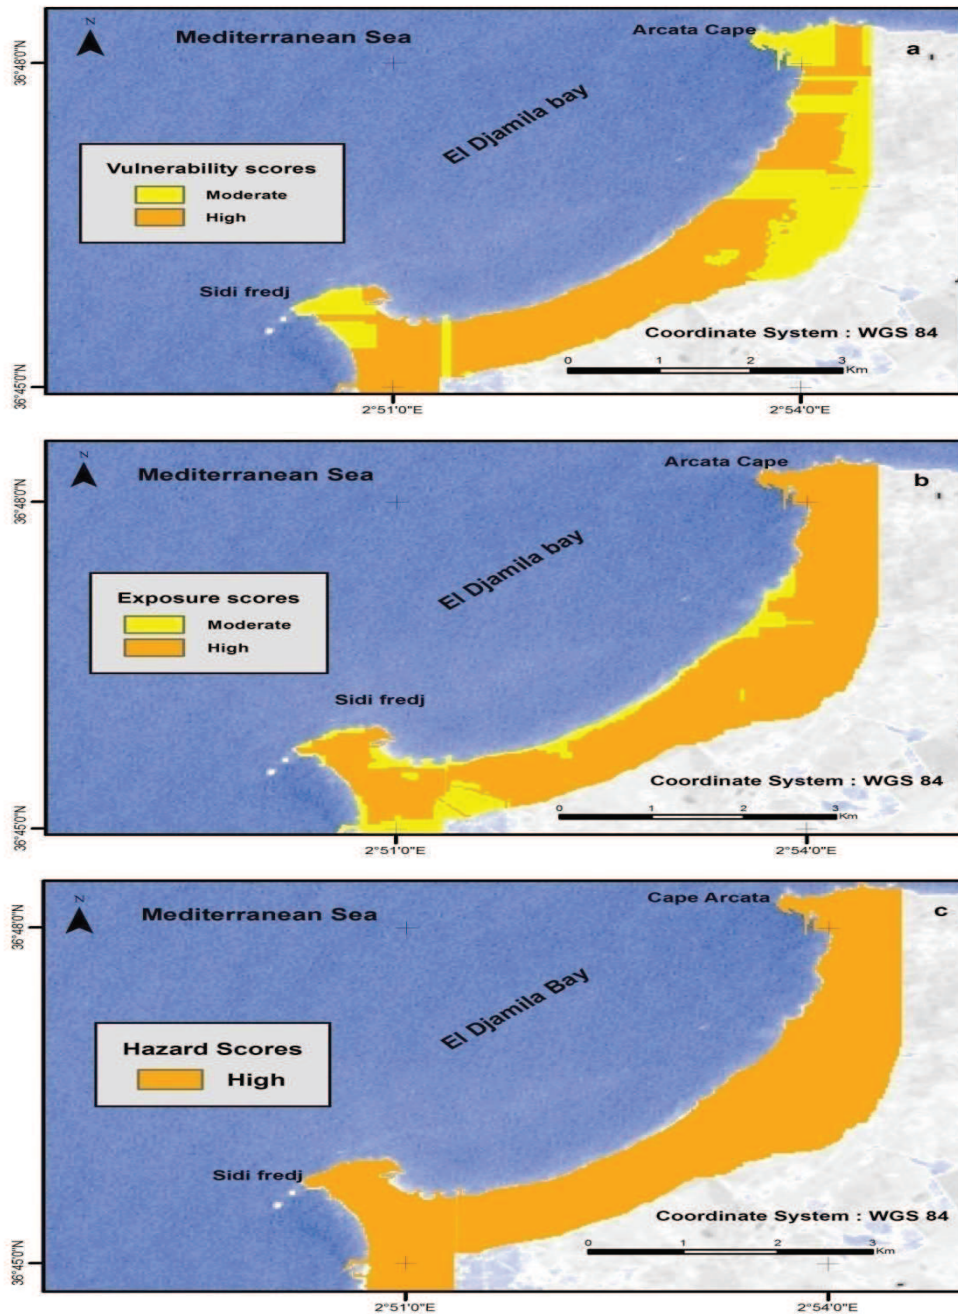 N
Mediterranean Sea
Arcata Cape
a
36°48'0"N
El Djamila bay
Vulnerability scores
Moderate
High
Sidi fredj
Coordinate System : WGS 84
0 1 2 3
Km
36°45'0"N
2°51'0"E 2°54'0"E
N
Mediterranean Sea
Arcata Cape
b
36°48'0"N
El Djamila bay
Exposure scores
Moderate
High
Sidi fredj
Coordinate System : WGS 84
0 1 2 3
Km
36°45'0"N
2°51'0"E 2°54'0"E
N
Mediterranean Sea
Cape Arcata
c
36°48'0"N
El Djamila Bay
Hazard Scores
High
Sidi fredj
Coordinate System : WGS 84
0 1 2 3
Km
36°45'0"N
2°51'0"E 2°54'0"E